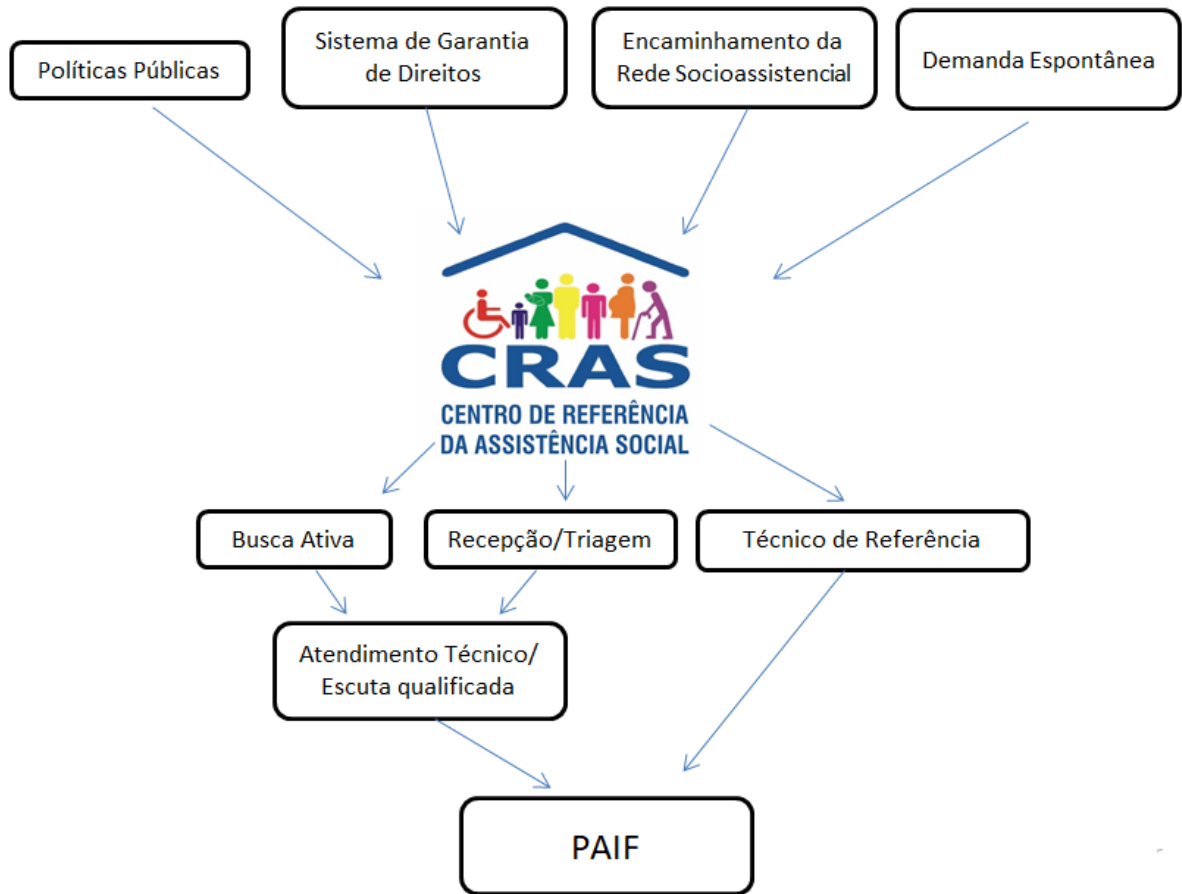 Políticas Públicas
Sistema de Garantia
de Direitos
Encaminhamento da
Rede Socioassistencial
Demanda Espontânea
CRAS
CENTRO DE REFERÊNCIA
DA ASSISTÊNCIA SOCIAL
Busca Ativa
Recepção/Triagem
Técnico de Referência
Atendimento Técnico/
Escuta qualificada
PAIF